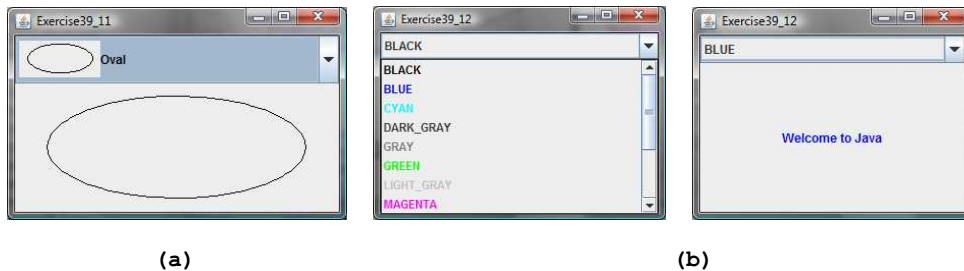 Exercise39_11
Oval
(a)
Exercise39_12
BLACK
BLACK
BLUE
CYAN
DARK_GRAY
GRAY
GREEN
LIGHT_GRAY
MAGENTA
Exercise39_12
BLUE
Welcome to Java
(b)